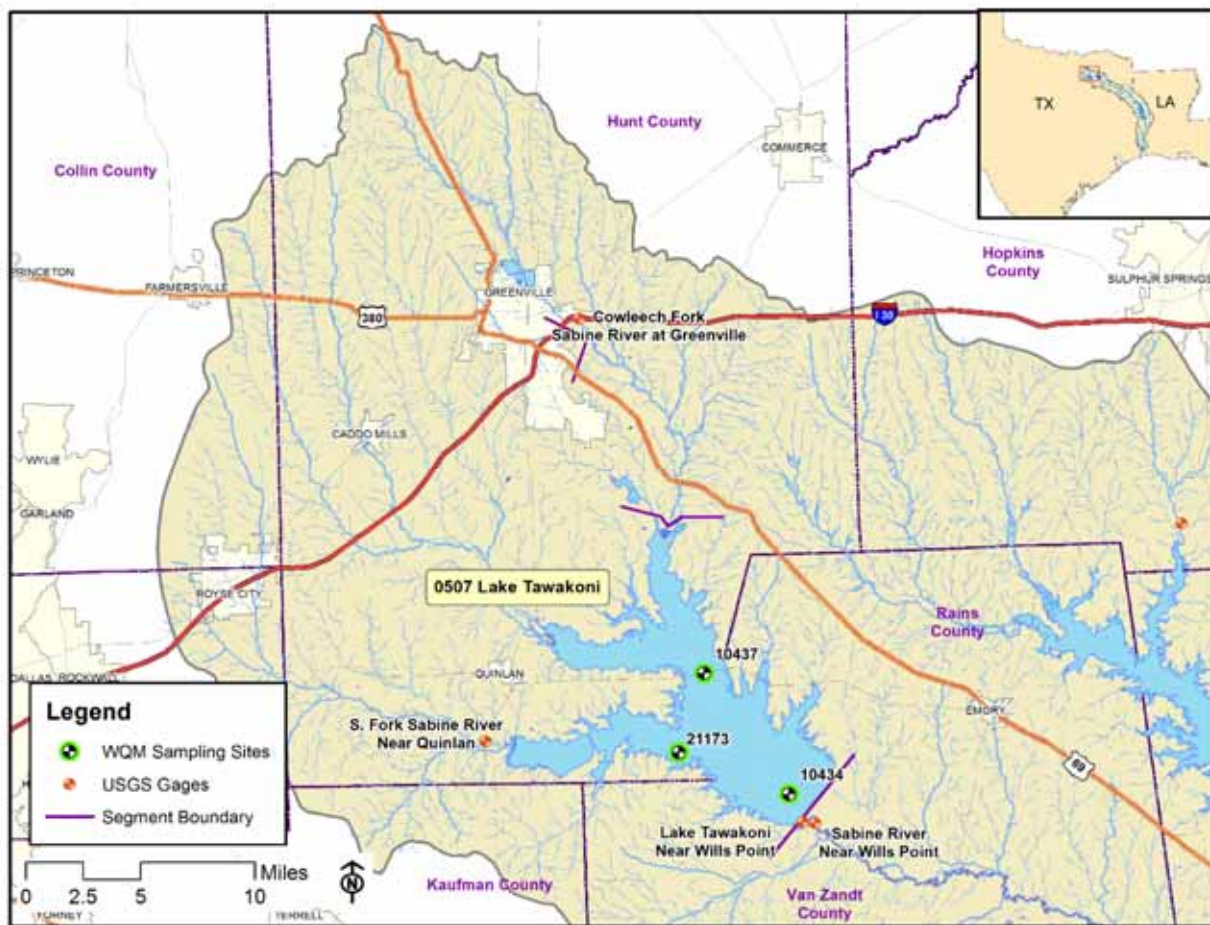 TX
LA
Hunt County
COMMERCE
Collin County
Hopkins
County
SULPHUR SPRINGS
PRINCETON
FARMERSVILLE
GREENVILLE
380
30
Cowleech Fork
Sabine River at Greenville
CADDO MILLS
WYLIE
GARLAND
ROYSE CITY
0507 Lake Tawakoni
Rains
County
10437
QUINLAN
DALLAS ROCKWALL
EMORY
S. Fork Sabine River
Near Quinlan
21173
10434
69
Lake Tawakoni
Near Wills Point
Sabine River
Near Wills Point
Legend
WQM Sampling Sites
USGS Gages
Segment Boundary
0 2.5 5 10 Miles
N
Kaufman County
Van Zandt
County
FORNEY
TERRELL